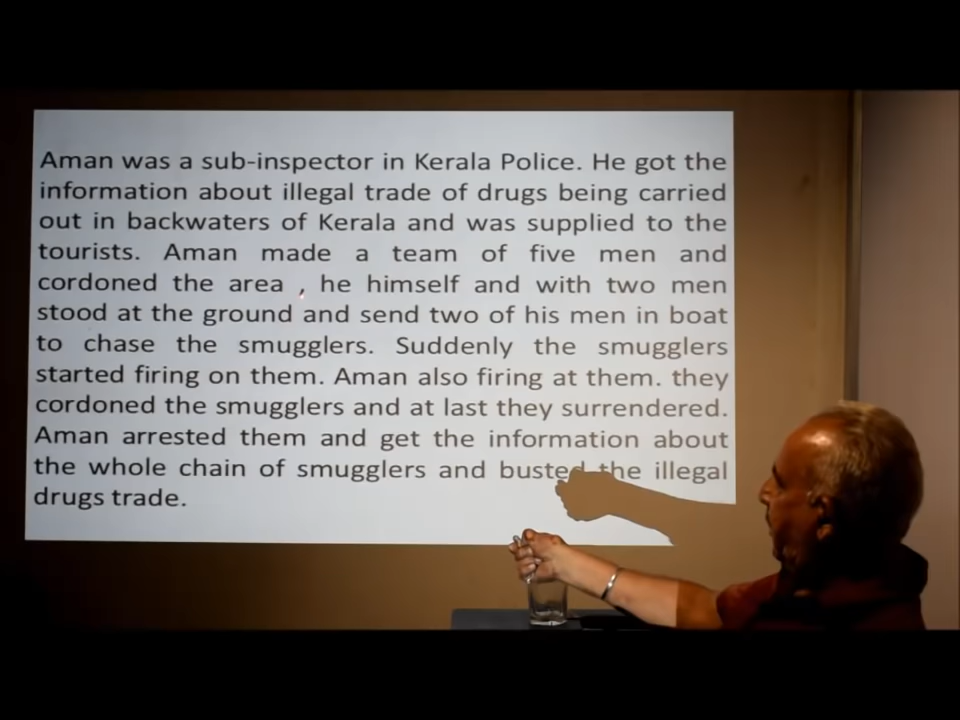 Aman was a sub-inspector in Kerala Police. He got the
information about illegal trade of drugs being carried
out in backwaters of Kerala and was supplied to the
tourists. Aman made a team of five men and
cordoned the area , he himself and with two men
stood at the ground and send two of his men in boat
to chase the smugglers. Suddenly the smugglers
started firing on them. Aman also firing at them. they
cordoned the smugglers and at last they surrendered.
Aman arrested them and get the information about
the whole chain of smugglers and busted the illegal
drugs trade.